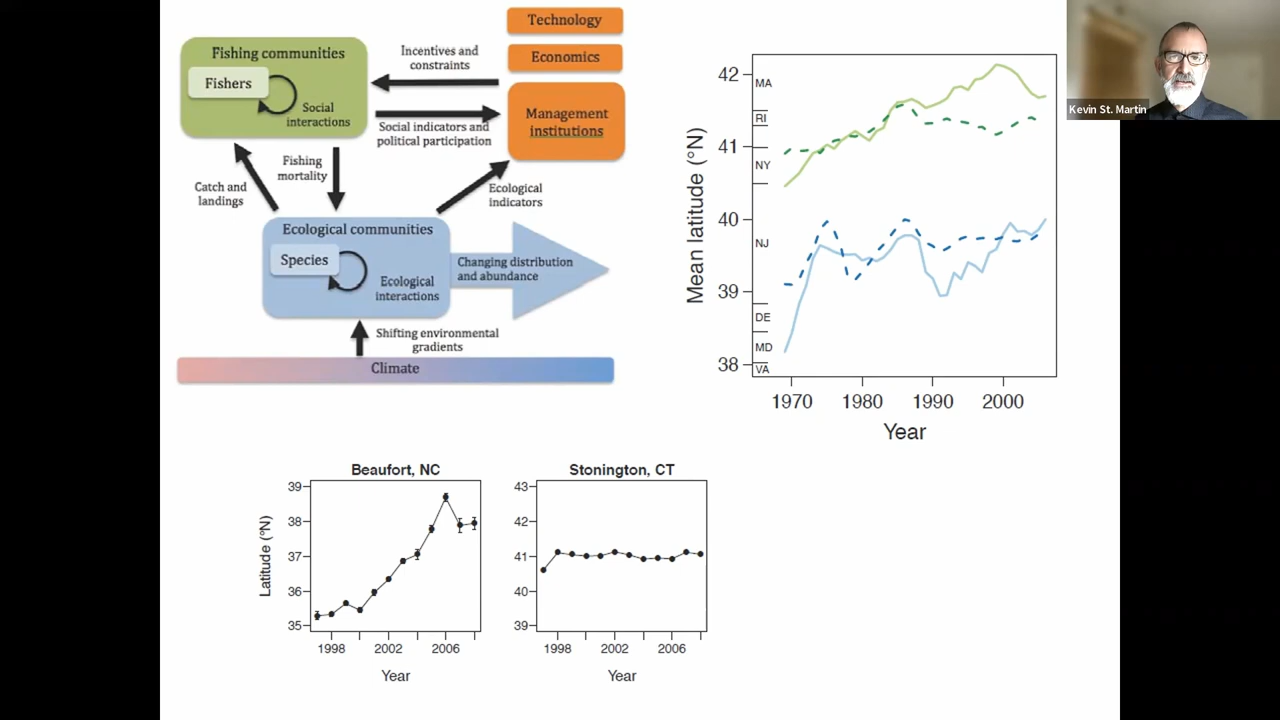 Technology
Economics
Management
institutions
Fishing communities
Fishers
Social
interactions
Incentives and
constraints
Social indicators and
political participation
Catch and
landings
Fishing
mortality
Ecological
indicators
Ecological communities
Species
Ecological
interactions
Changing distribution
and abundance
Shifting environmental
gradients
Climate
Mean latitude (°N)
42
41
40
39
38
MA
RI
NY
NJ
DE
MD
VA
1970 1980 1990 2000
Year
Kevin St. Martin
Beaufort, NC
Latitude (°N)
39
38
37
36
35
1998 2002 2006
Year
Stonington, CT
43
42
41
40
39
1998 2002 2006
Year